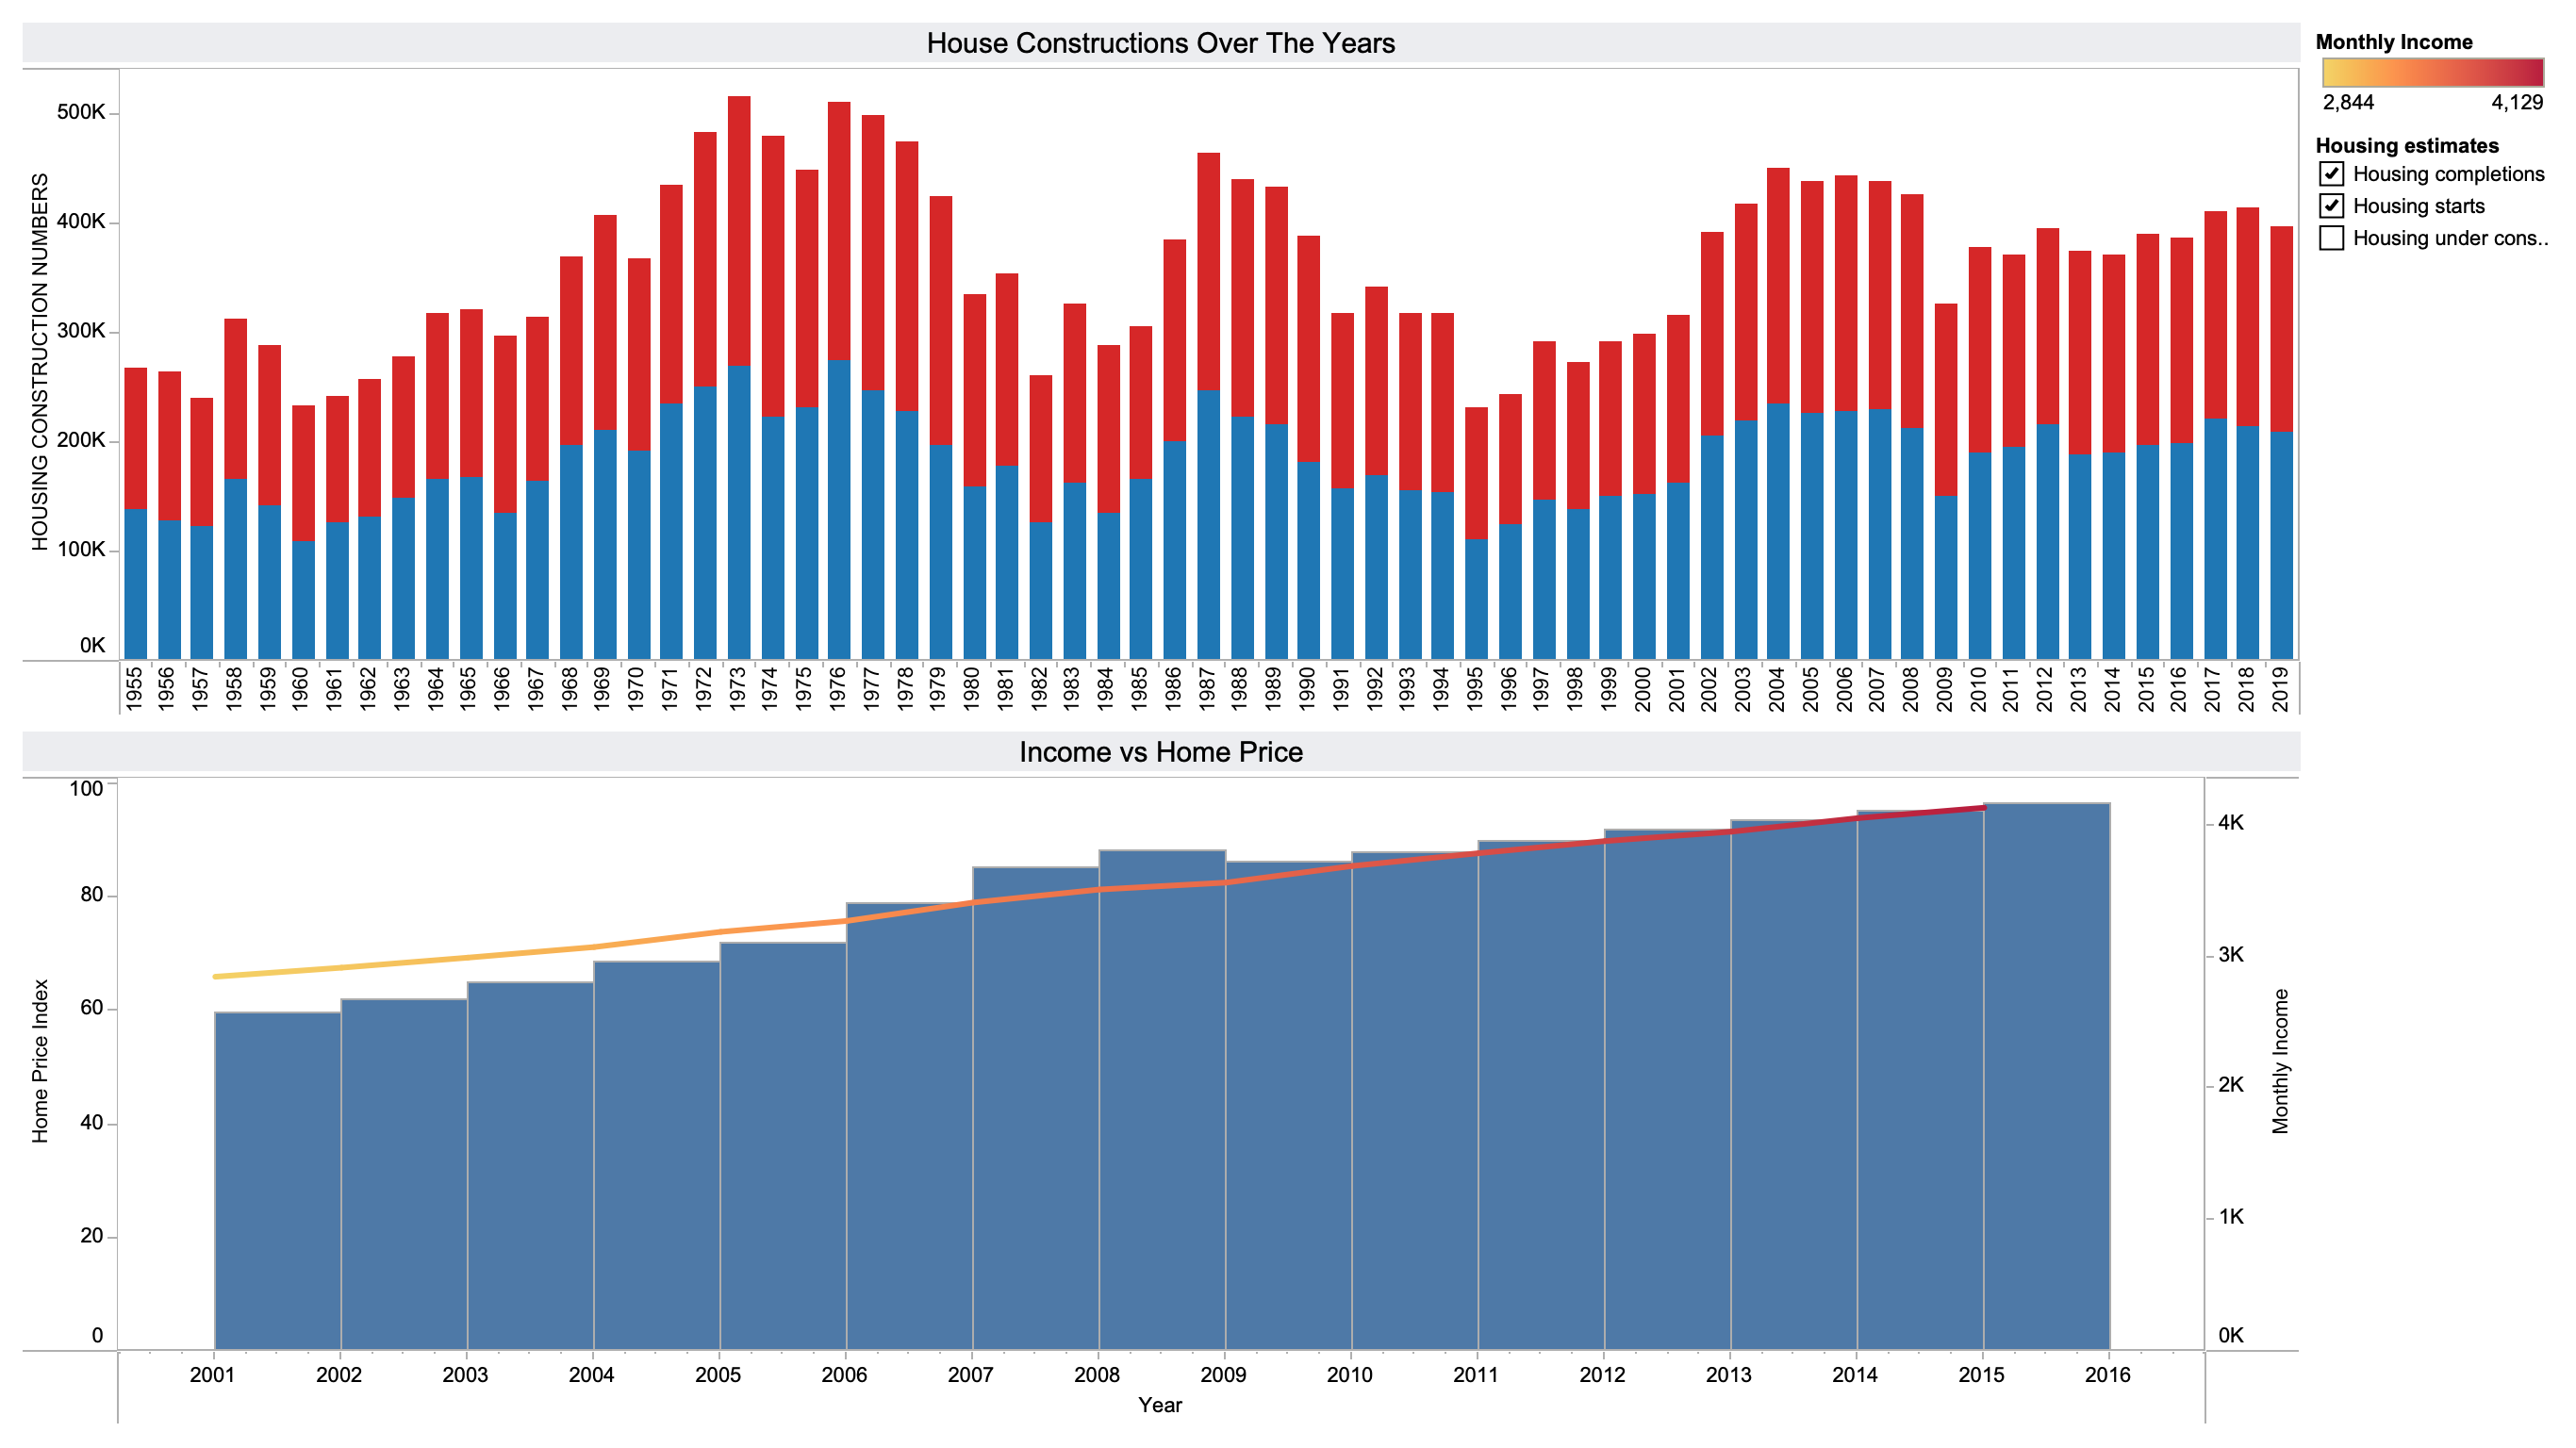 House Constructions Over The Years
Monthly Income
2,844 4,129
Housing estimates
Housing completions
Housing starts
Housing under cons..
HOUSING CONSTRUCTION NUMBERS
500K
400K
300K
200K
100K
0K
1955 1956 1957 1958 1959 1960 1961 1962 1963 1964 1965 1966 1967 1968 1969 1970 1971 1972 1973 1974 1975 1976 1977 1978 1979 1980 1981 1982 1983 1984 1985 1986 1987 1988 1989 1990 1991 1992 1993 1994 1995 1996 1997 1998 1999 2000 2001 2002 2003 2004 2005 2006 2007 2008 2009 2010 2011 2012 2013 2014 2015 2016 2017 2018 2019
Income vs Home Price
Home Price Index
100
80
60
40
20
0
4K
3K
2K
1K
0K
Monthly Income
2001 2002 2003 2004 2005 2006 2007 2008 2009 2010 2011 2012 2013 2014 2015 2016
Year